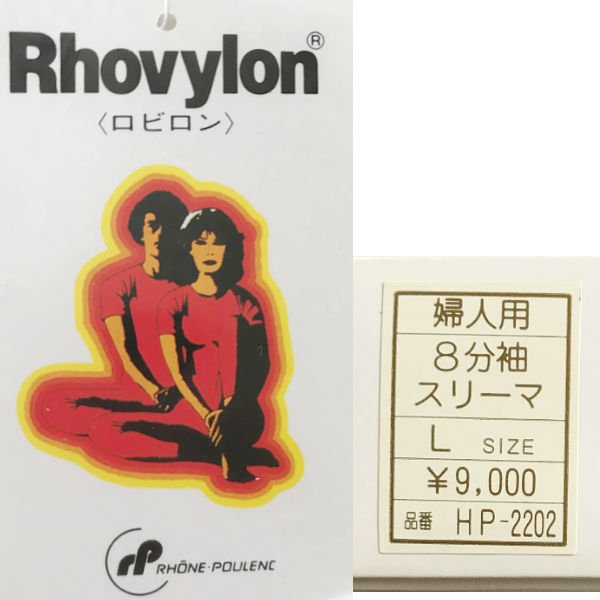 Rhovylon®
〈ロビロン〉
rP RHÔNE-POULENC
婦人用
8分袖
スリーマ
L SIZE
¥9,000
品番 HP-2202